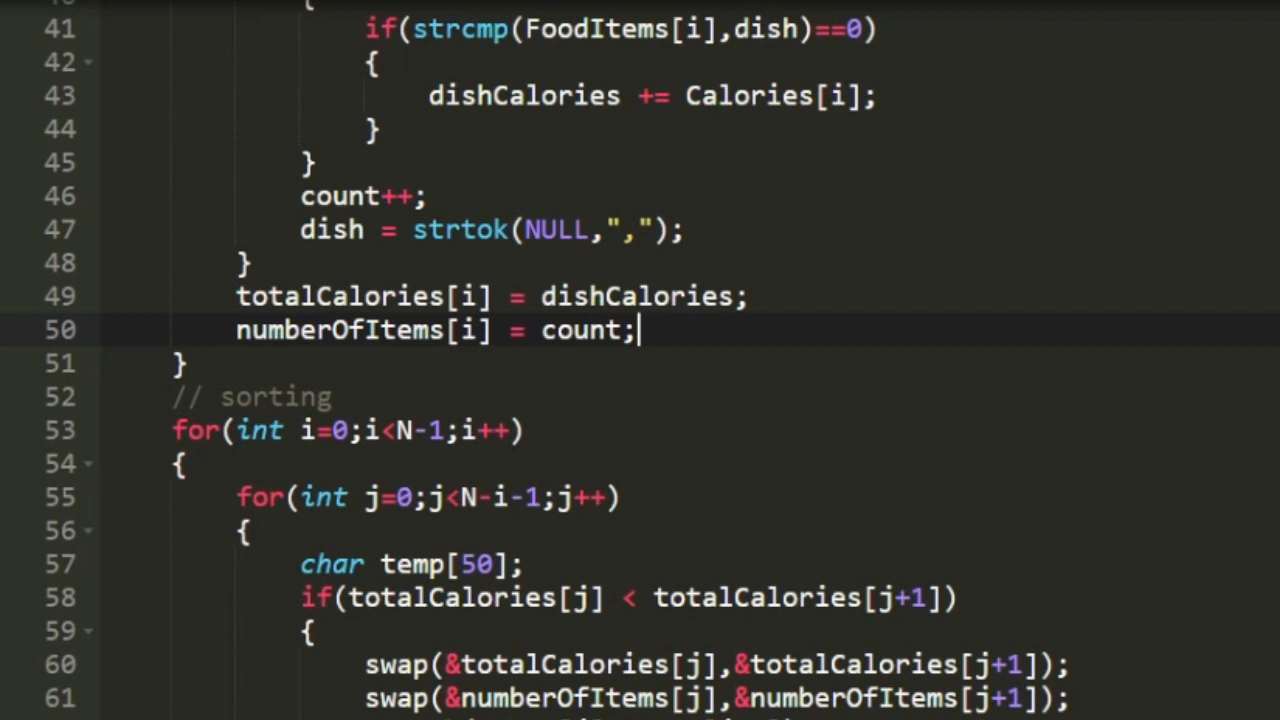 {
41 if(strcmp(FoodItems[i],dish)==0)
42 {
43 dishCalories += Calories[i];
44 }
45 }
46 count++;
47 dish = strtok(NULL,",");
48 }
49 totalCalories[i] = dishCalories;
50 numberOfItems[i] = count;
51 }
52 // sorting
53 for(int i=0;i<N-1;i++)
54 {
55 for(int j=0;j<N-i-1;j++)
56 {
57 char temp[50];
58 if(totalCalories[j] < totalCalories[j+1])
59 {
60 swap(&totalCalories[j],&totalCalories[j+1]);
61 swap(&numberOfItems[j],&numberOfItems[j+1]);